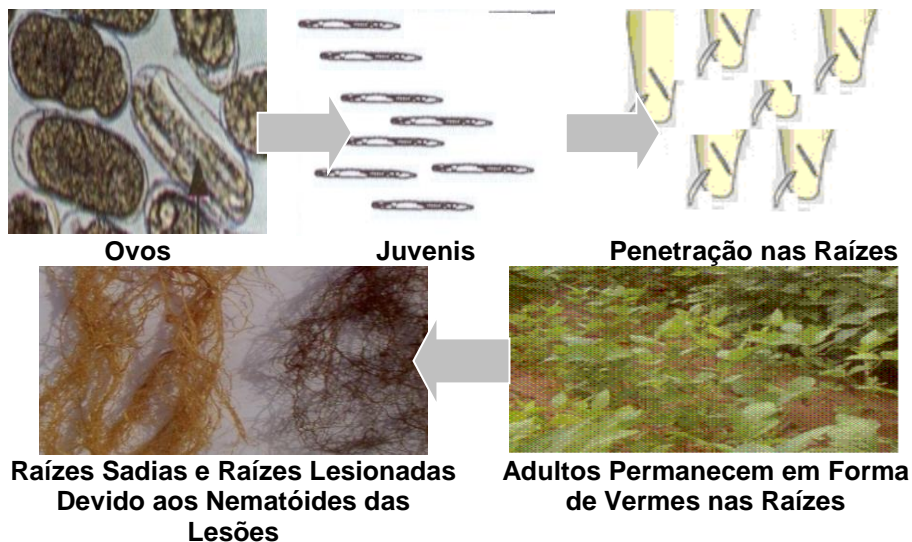 Ovos
Juvenis
Penetração nas Raízes
Raízes Sadias e Raízes Lesionadas
Devido aos Nematóides das
Lesões
Adultos Permanecem em Forma
de Vermes nas Raízes